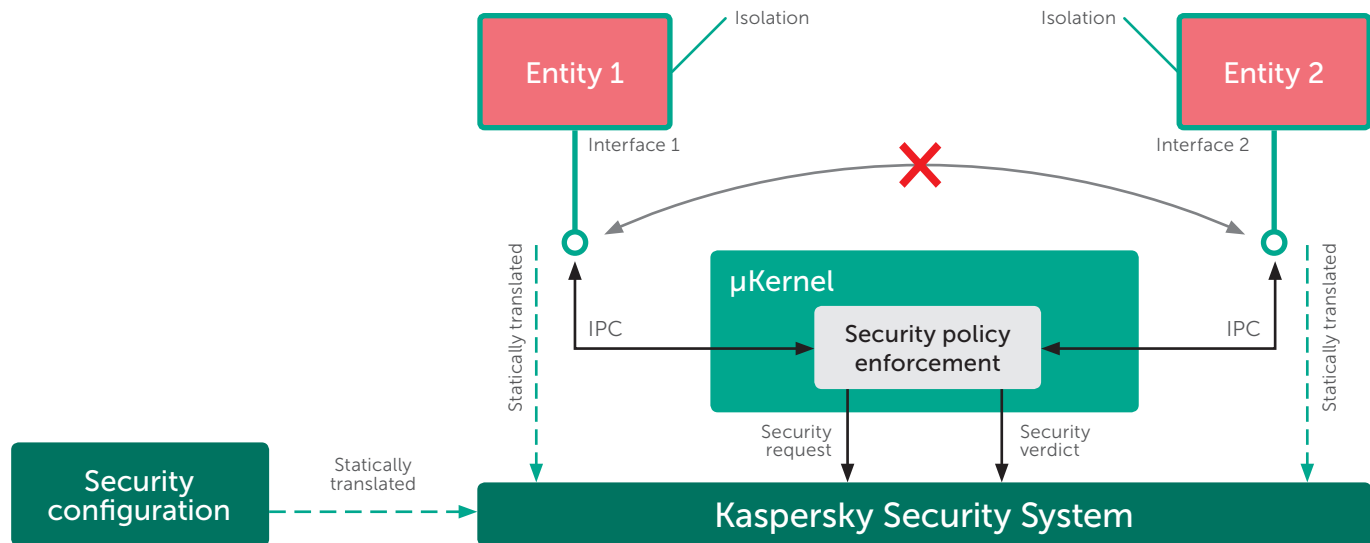 Isolation
Isolation
Entity 1
Entity 2
Interface 1
Interface 2
Statically translated
µKernel
Statically translated
IPC
Security policy
enforcement
IPC
Security
request
Security
verdict
Security
configuration
Statically
translated
Kaspersky Security System